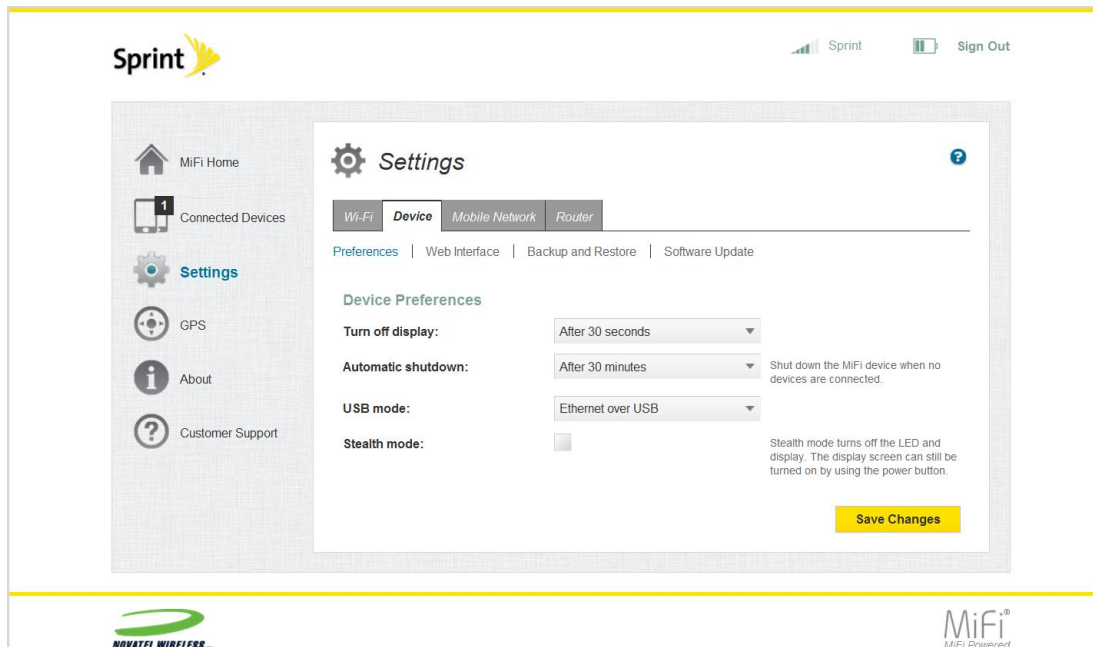 Sprint
Sprint
Sign Out
MiFi Home
1
Connected Devices
Settings
GPS
About
Customer Support
Settings
Wi-Fi
Device
Mobile Network
Router
Preferences | Web Interface | Backup and Restore | Software Update
Device Preferences
Turn off display:
After 30 seconds
Automatic shutdown:
After 30 minutes
Shut down the MiFi device when no
devices are connected.
USB mode:
Ethernet over USB
Stealth mode:
Stealth mode turns off the LED and
display. The display screen can still be
turned on by using the power button.
Save Changes
NOVATEL WIRELESS
MiFi®
MiFi Powered